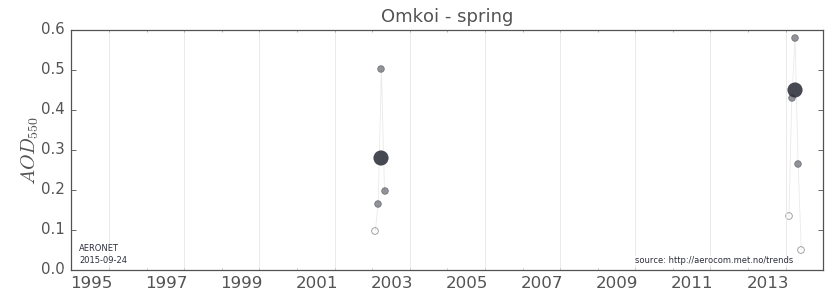 Omkoi - spring
0.6
0.5
0.4
0.3
0.2
0.1
0.0
AOD550
AERONET
2015-09-24
source: http://aerocom.met.no/trends
1995 1997 1999 2001 2003 2005 2007 2009 2011 2013